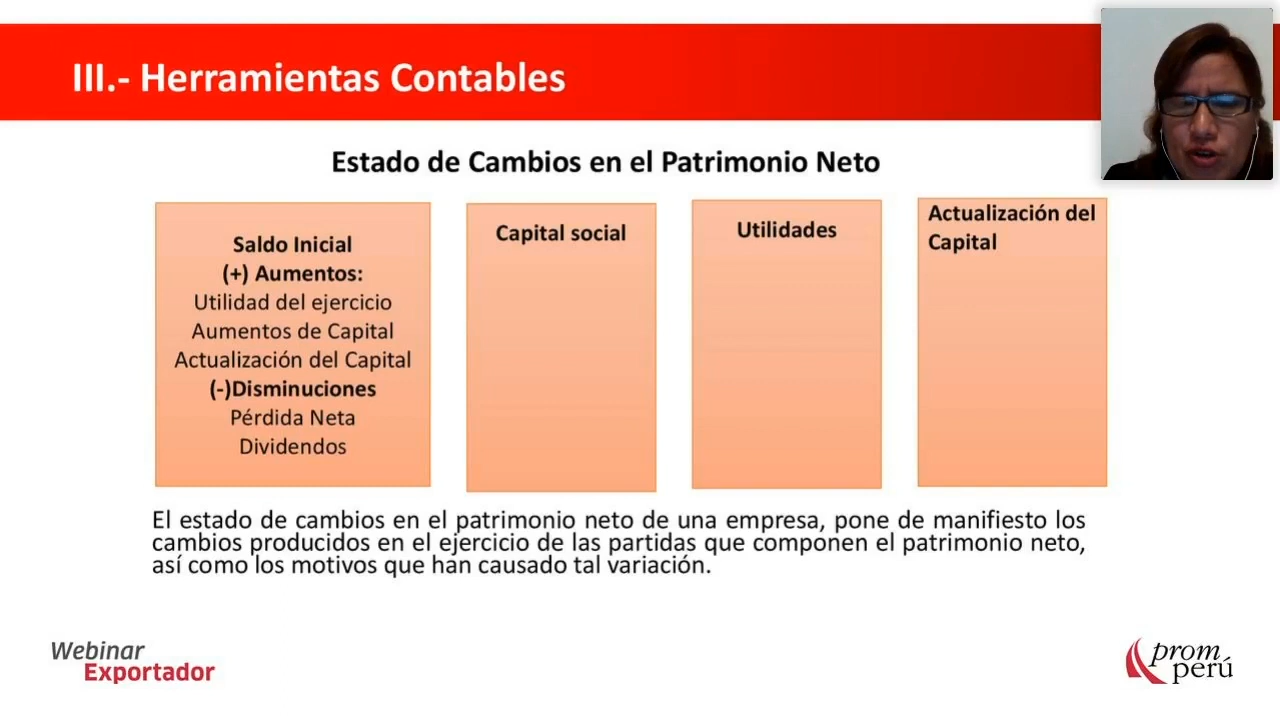 III.- Herramientas Contables
Estado de Cambios en el Patrimonio Neto
Saldo Inicial
(+) Aumentos:
Utilidad del ejercicio
Aumentos de Capital
Actualización del Capital
(-)Disminuciones
Pérdida Neta
Dividendos
Capital social
Utilidades
Actualización del
Capital
El estado de cambios en el patrimonio neto de una empresa, pone de manifiesto los
cambios producidos en el ejercicio de las partidas que componen el patrimonio neto,
así como los motivos que han causado tal variación.
Webinar
Exportador
prom
perú